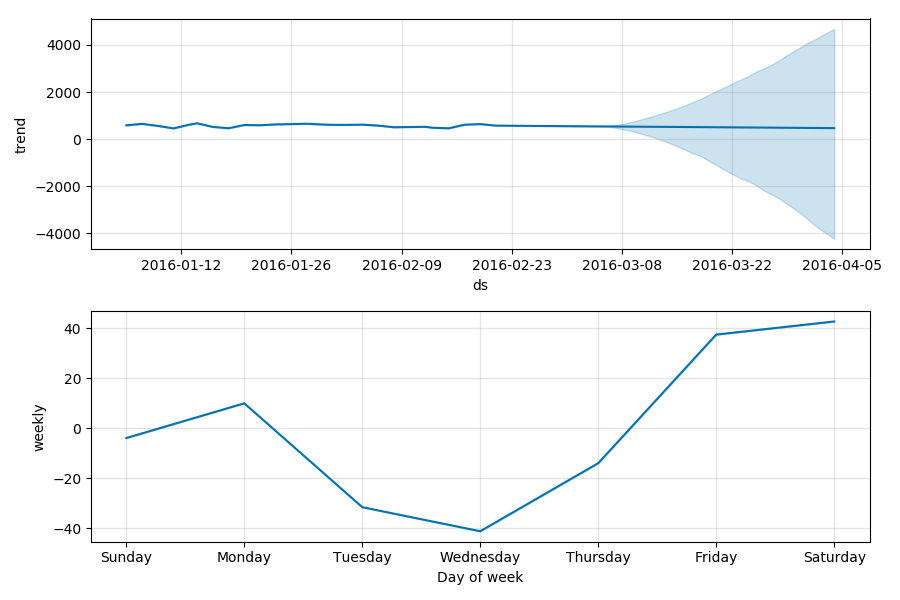 4000
2000
0
−2000
−4000
trend
2016-01-12 2016-01-26 2016-02-09 2016-02-23 2016-03-08 2016-03-22 2016-04-05
ds
40
20
0
−20
−40
weekly
Sunday Monday Tuesday Wednesday Thursday Friday Saturday
Day of week